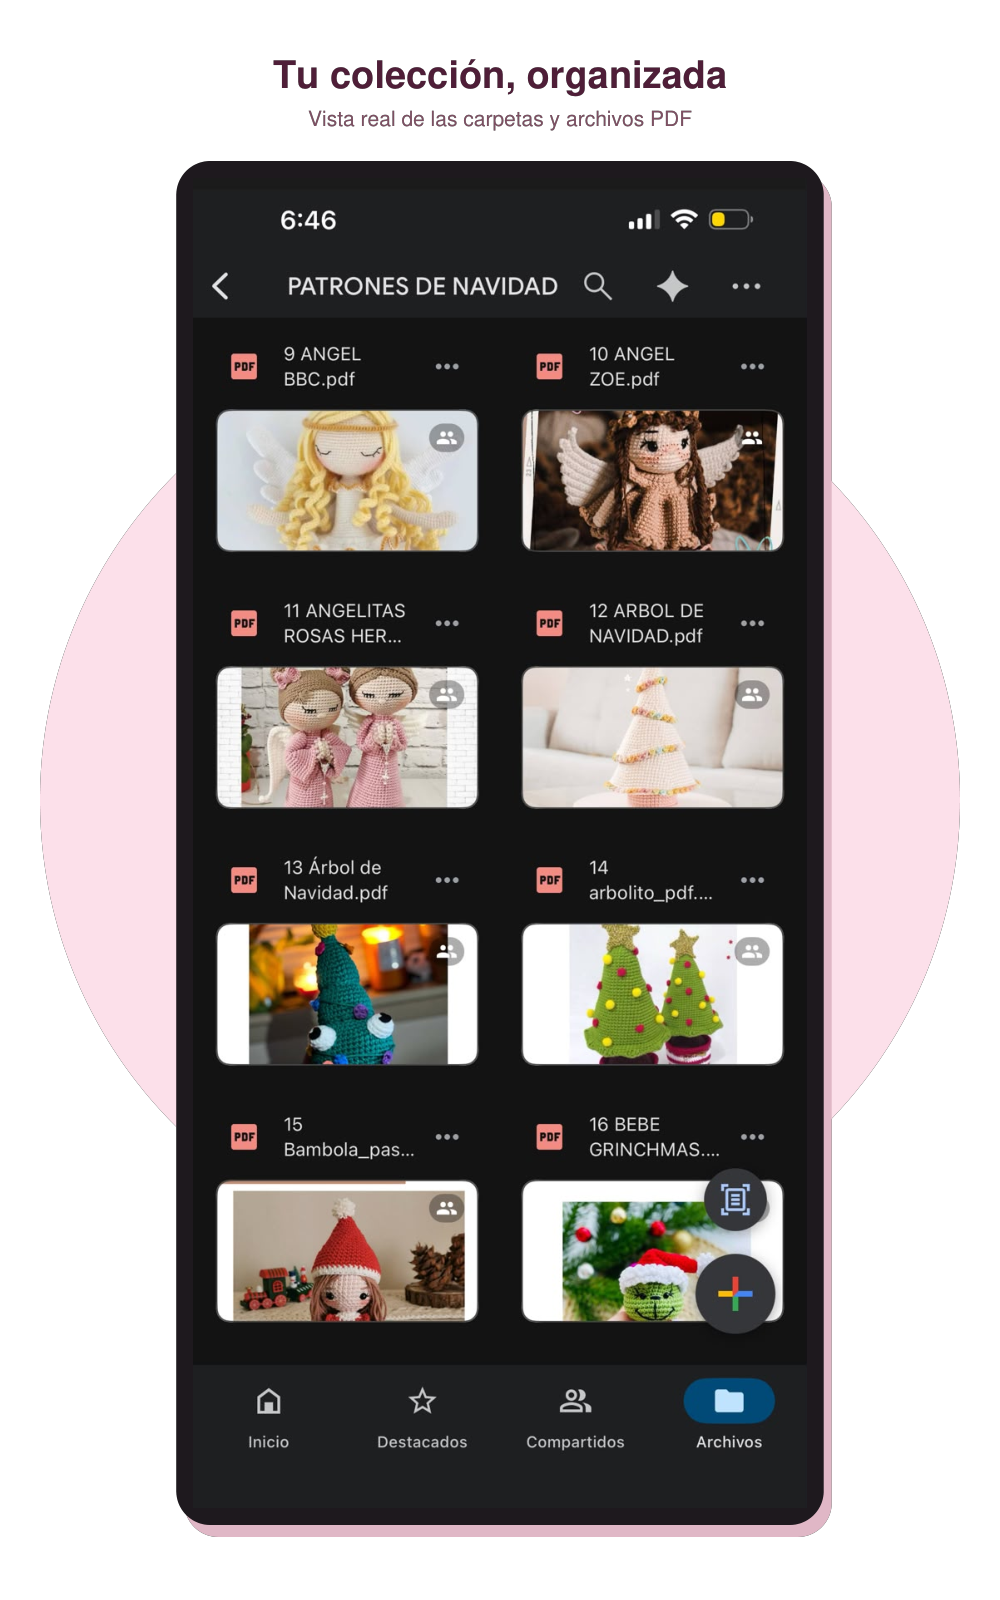 Tu colección, organizada
Vista real de las carpetas y archivos PDF
6:46
PATRONES DE NAVIDAD
PDF
9 ANGEL
BBC.pdf
PDF
10 ANGEL
ZOE.pdf
PDF
11 ANGELITAS
ROSAS HER...
PDF
12 ARBOL DE
NAVIDAD.pdf
PDF
13 Árbol de
Navidad.pdf
PDF
14
arbolito_pdf....
PDF
15
Bambola_pas...
PDF
16 BEBE
GRINCHMAS....
Inicio
Destacados
Compartidos
Archivos